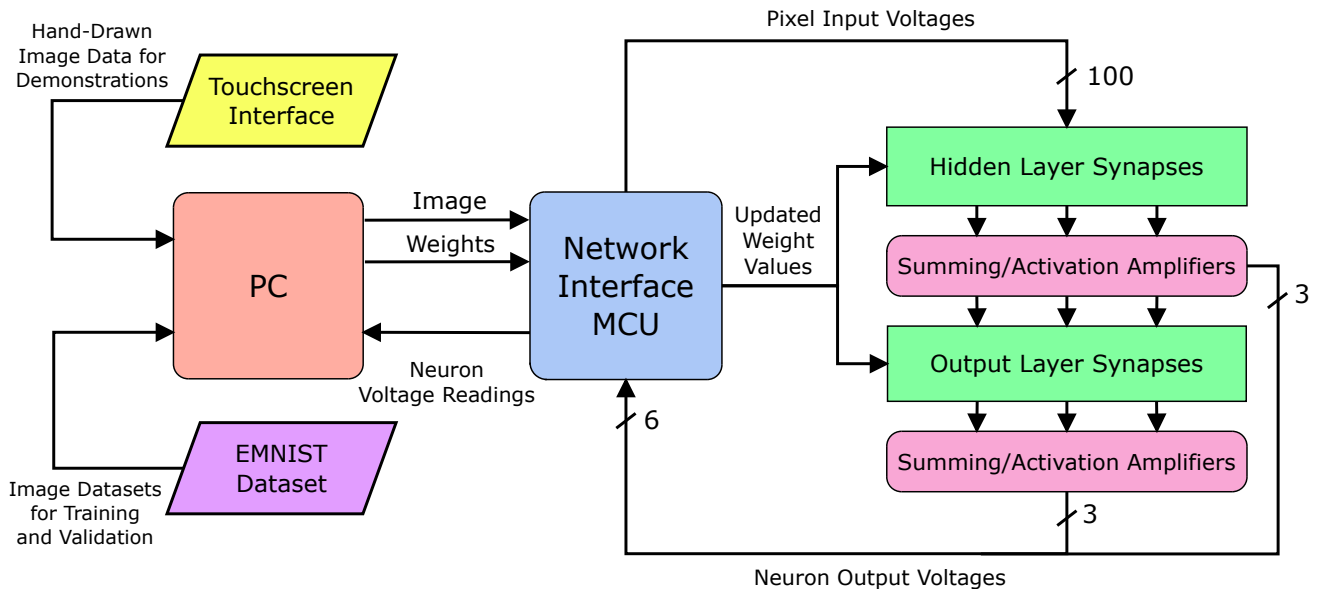 Pixel Input Voltages
Hand-Drawn
Image Data for
Demonstrations
Touchscreen
Interface
100
Hidden Layer Synapses
Image
Weights
PC
Network
Interface
MCU
Updated
Weight
Values
Summing/Activation Amplifiers
3
Output Layer Synapses
Neuron
Voltage Readings
6
EMNIST
Dataset
Summing/Activation Amplifiers
3
Image Datasets
for Training
and Validation
Neuron Output Voltages